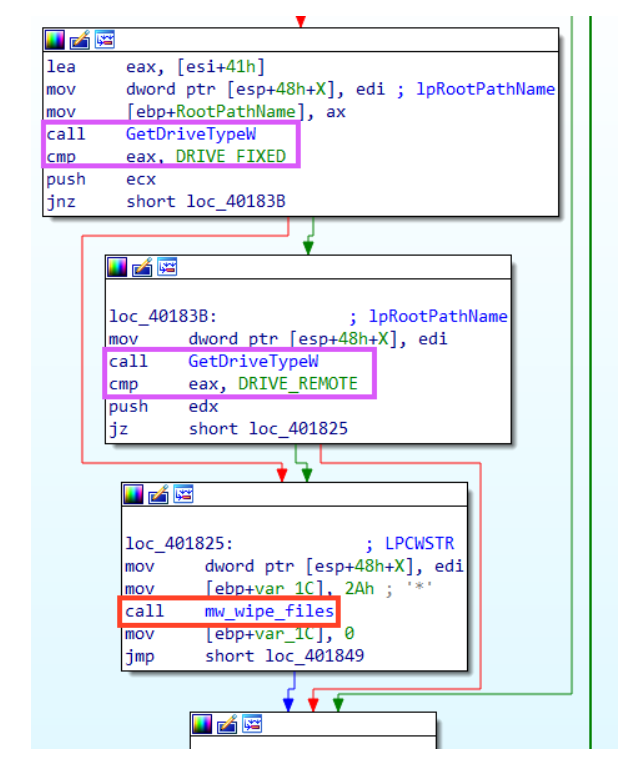 lea eax, [esi+41h]
mov dword ptr [esp+48h+X], edi ; lpRootPathName
mov [ebp+RootPathName], ax
call GetDriveTypeW
cmp eax, DRIVE_FIXED
push ecx
jnz short loc_40183B
loc_40183B: ; lpRootPathName
mov dword ptr [esp+48h+X], edi
call GetDriveTypeW
cmp eax, DRIVE_REMOTE
push edx
jz short loc_401825
loc_401825: ; LPCWSTR
mov dword ptr [esp+48h+X], edi
mov [ebp+var_1C], 2Ah ; '*'
call mw_wipe_files
mov [ebp+var_1C], 0
jmp short loc_401849